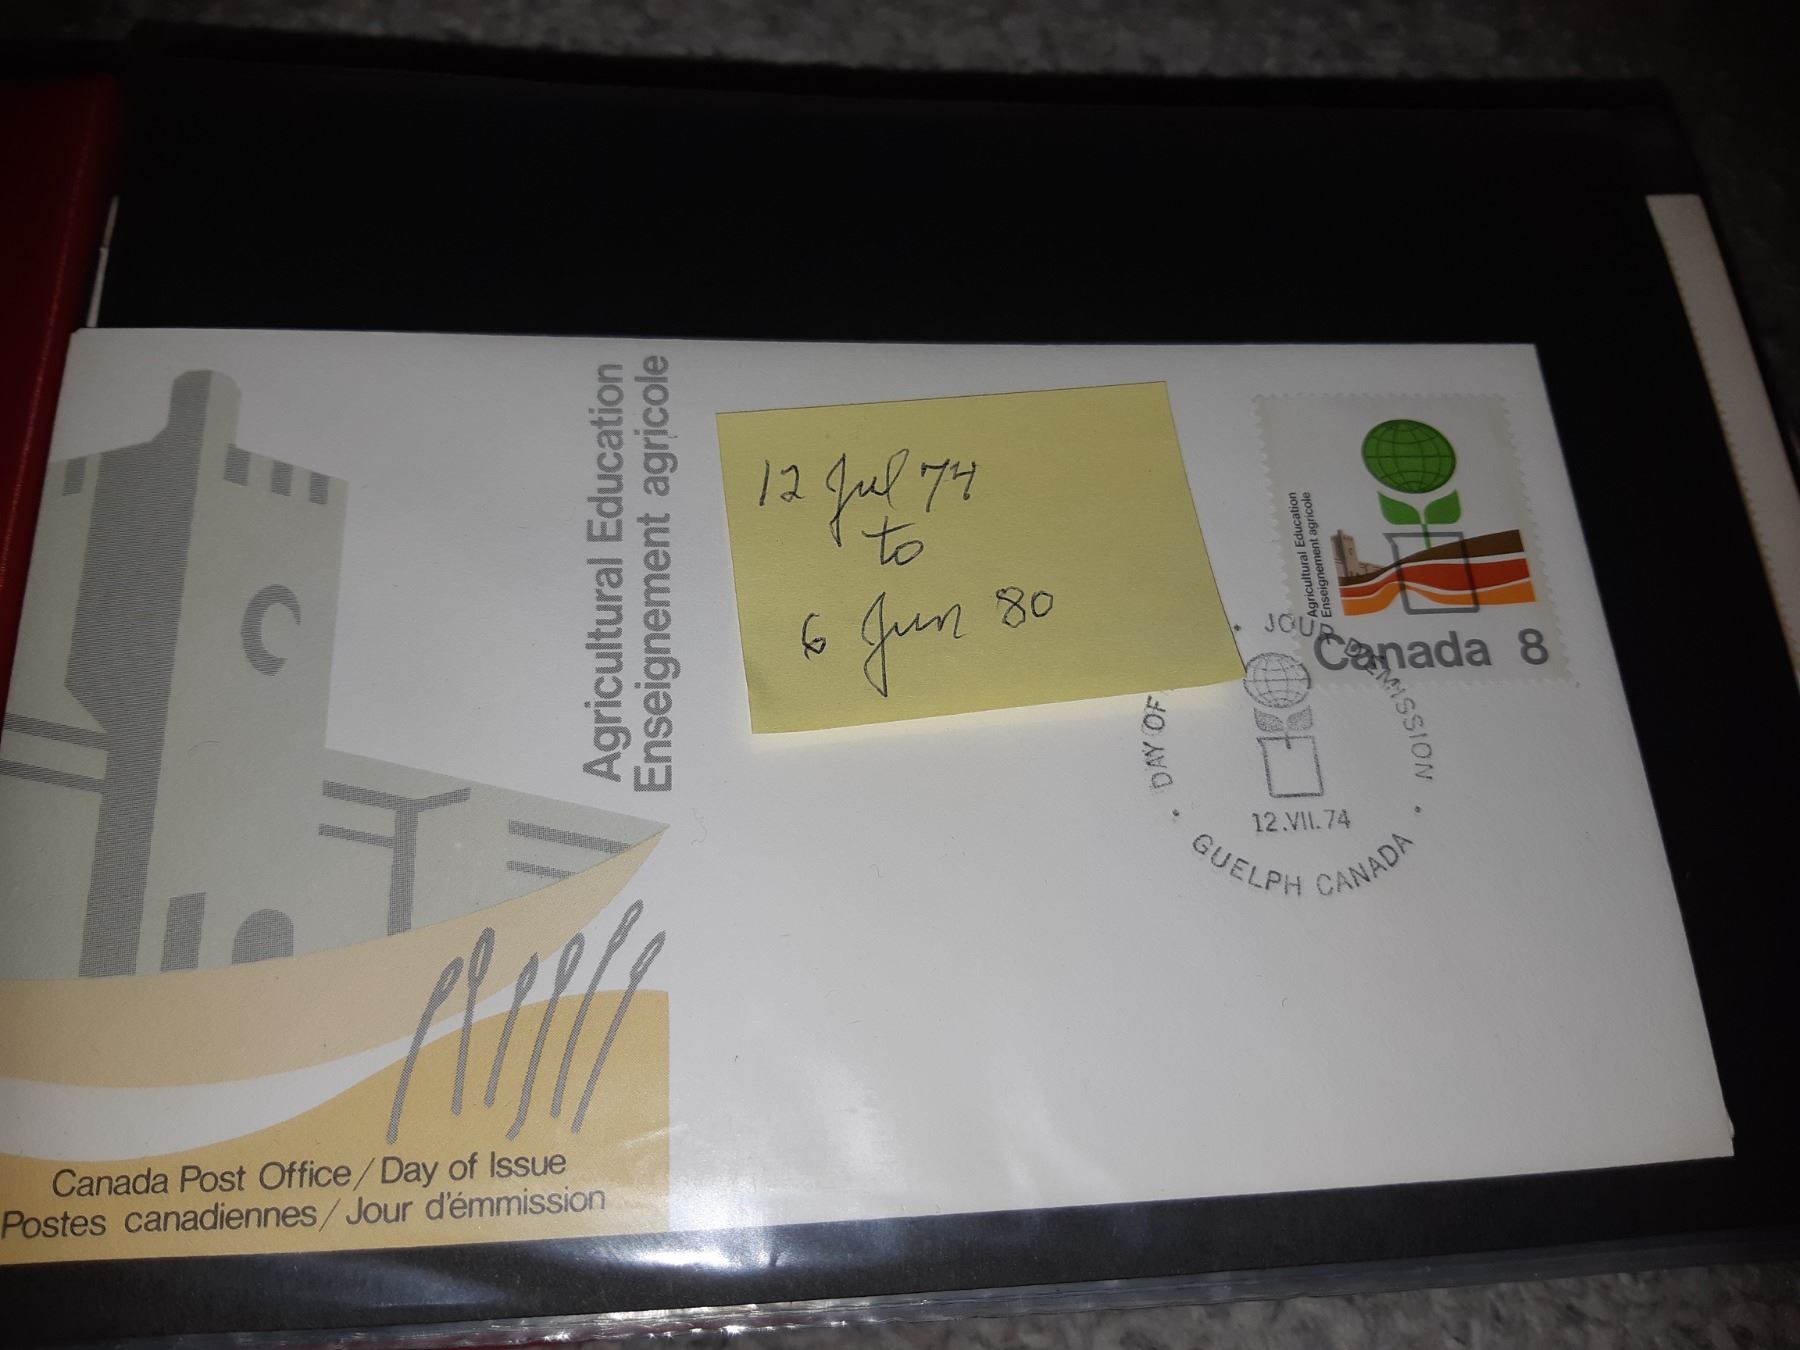 Agricultural Education
Enseignement agricole
12 Jul 74
to
6 Jun 80
Agricultural Education
Enseignement agricole
Canada 8
JOUR D'EMISSION
DAY OF
12.VII.74
GUELPH CANADA
Canada Post Office/Day of Issue
Postes canadiennes/Jour d'émmission